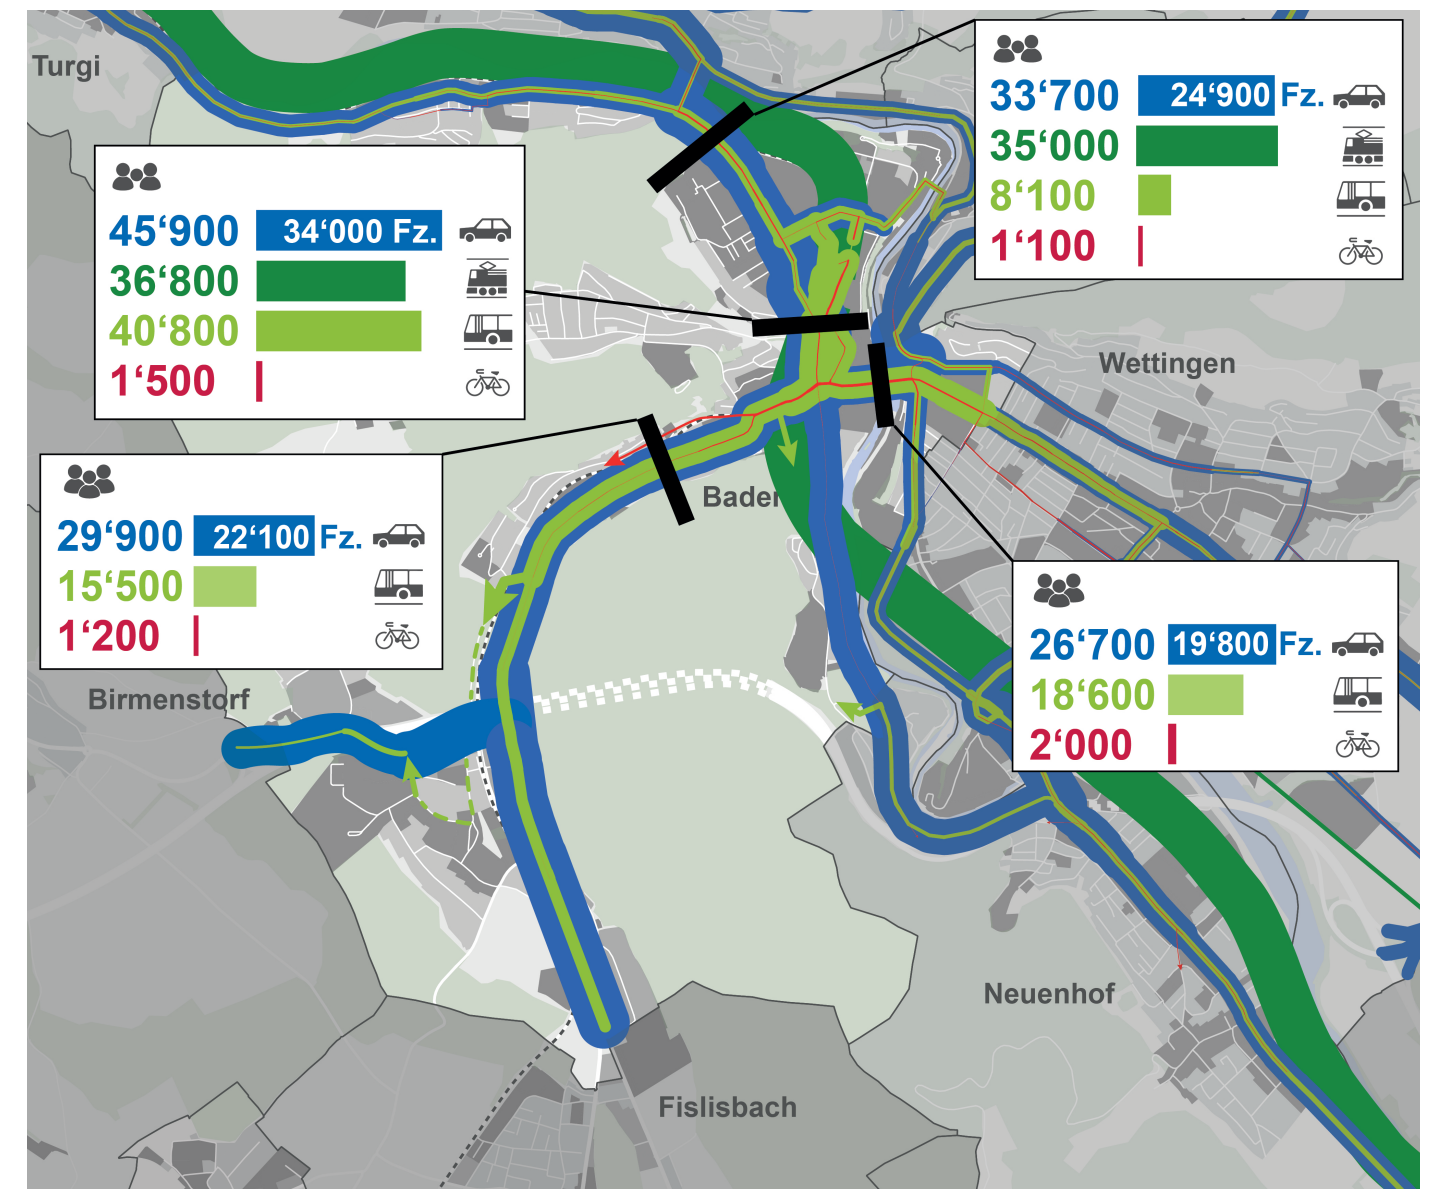 Turgi
33‘700 24‘900 Fz.
35‘000
8‘100
1‘100
45‘900 34‘000 Fz.
36‘800
40‘800
1‘500
Wettingen
29‘900 22‘100 Fz.
15‘500
1‘200
Baden
26‘700 19‘800 Fz.
18‘600
2‘000
Birmenstorf
Neuenhof
Fislisbach